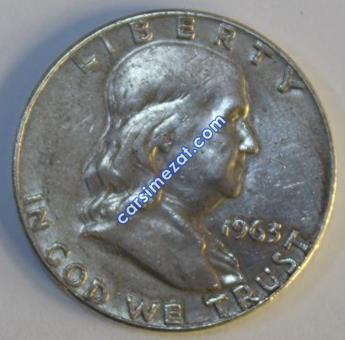 LIBERTY
carsimezat.com
1963
IN GOD WE TRUST